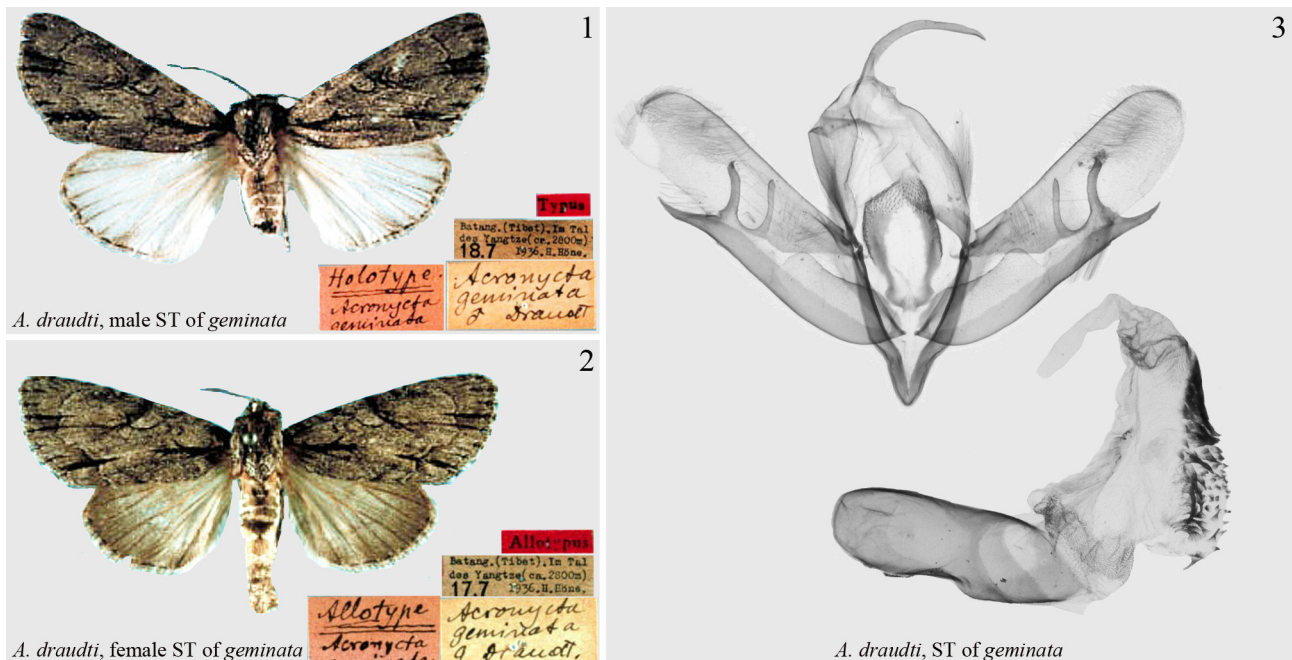 1
Typus
Batang.(Tibet).Im Tal
des Yangtze(ca.2800m)
18.7 1936.H.Höne.
Holotype.
Acronycta
geminata
Acronycta
geminata
♂ Draudt
A. draudti, male ST of geminata
2
Allotypus
Batang.(Tibet).Im Tal
des Yangtze(ca.2800m)
17.7 1936.H.Höne.
Allotype
Acronycta
Acronycta
geminata
Draudt.
A. draudti, female ST of geminata
3
A. draudti, ST of geminata